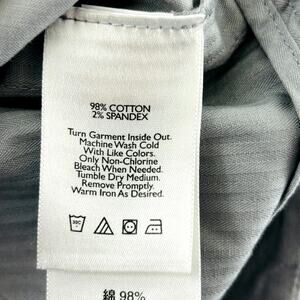 98% COTTON
2% SPANDEX
Turn Garment Inside Out.
Machine Wash Cold
With Like Colors.
Only Non-Chlorine
Bleach When Needed.
Tumble Dry Medium.
Remove Promptly.
Warm Iron As Desired.
30C
綿 98%